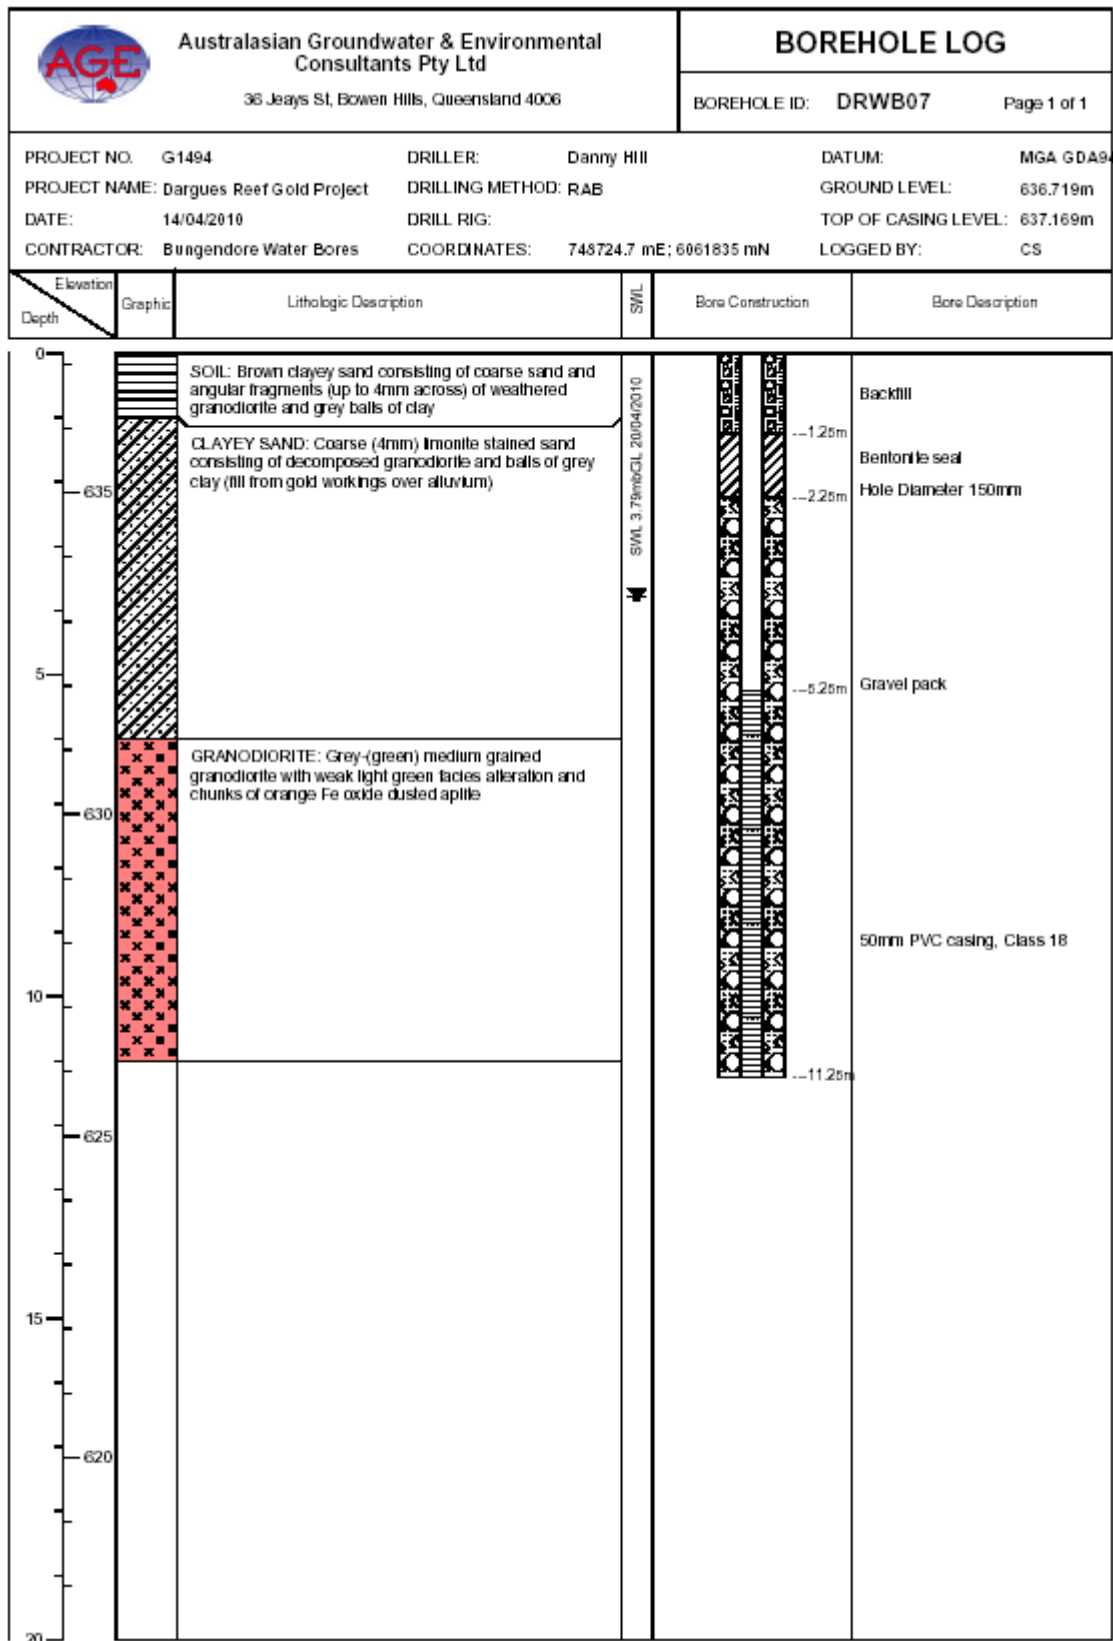 AGE
Australasian Groundwater & Environmental
Consultants Pty Ltd
36 Jeays St, Bowen Hills, Queensland 4006
BOREHOLE LOG
BOREHOLE ID: DRWB07 Page 1 of 1
PROJECT NO. G1494 DRILLER: Danny Hill DATUM: MGA GDA94
PROJECT NAME: Dargues Reef Gold Project DRILLING METHOD: RAB GROUND LEVEL: 636.719m
DATE: 14/04/2010 DRILL RIG: TOP OF CASING LEVEL: 637.169m
CONTRACTOR: Bungendore Water Bores COORDINATES: 748724.7 mE; 6061835 mN LOGGED BY: CS
Elevation
Depth
Graphic
Lithologic Description
SWL
Bore Construction
Bore Description
0
SOIL: Brown clayey sand consisting of coarse sand and
angular fragments (up to 4mm across) of weathered
granodiorite and grey balls of clay
CLAYEY SAND: Coarse (4mm) limonite stained sand
consisting of decomposed granodiorite and balls of grey
clay (fill from gold workings over alluvium)
SWL 3.79mbGL 20/04/2010
Backfill
---1.25m
Bentonite seal
---2.25m
Hole Diameter 150mm
635
5
---5.25m
Gravel pack
GRANODIORITE: Grey-(green) medium grained
granodiorite with weak light green facies alteration and
chunks of orange Fe oxide dusted aplite
630
50mm PVC casing, Class 18
10
---11.25m
625
15
620
20